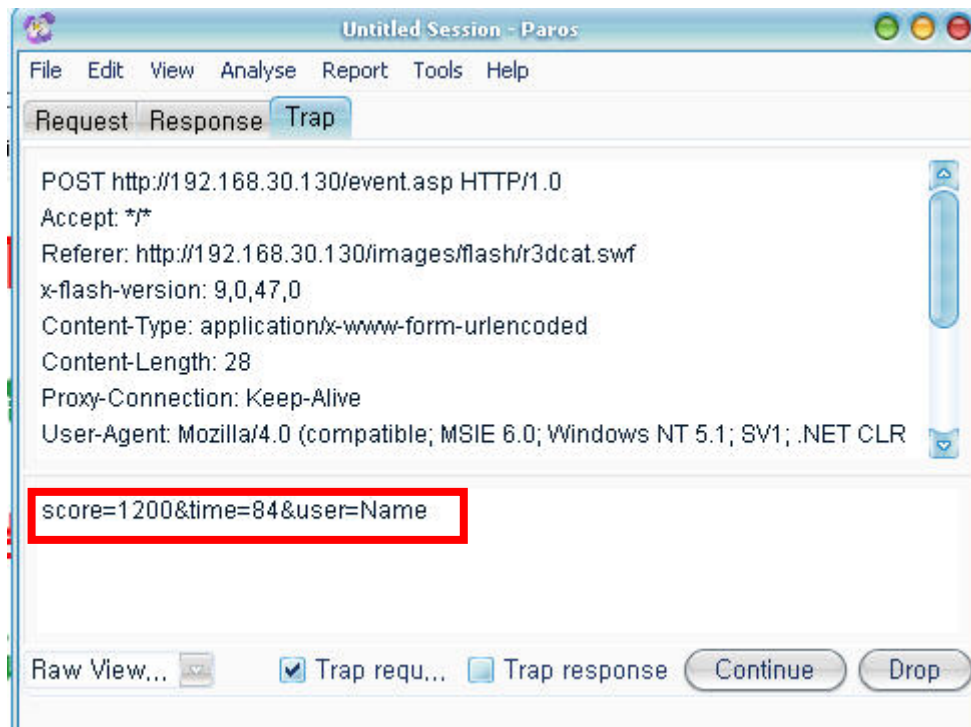 Untitled Session - Paros
File Edit View Analyse Report Tools Help
Request Response Trap
POST http://192.168.30.130/event.asp HTTP/1.0
Accept: */*
Referer: http://192.168.30.130/images/flash/r3dcat.swf
x-flash-version: 9,0,47,0
Content-Type: application/x-www-form-urlencoded
Content-Length: 28
Proxy-Connection: Keep-Alive
User-Agent: Mozilla/4.0 (compatible; MSIE 6.0; Windows NT 5.1; SV1; .NET CLR
score=1200&time=84&user=Name
Raw View... Trap requ... Trap response Continue Drop